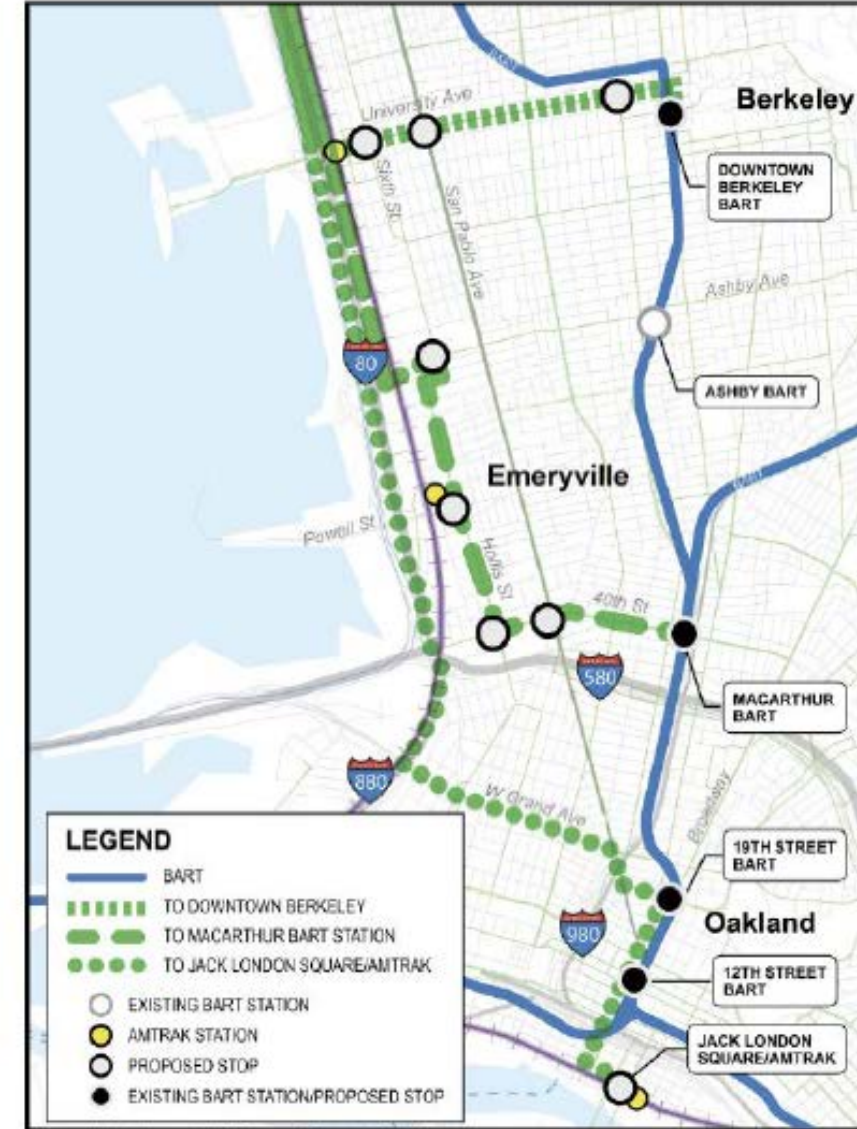 BART
University Ave
Berkeley
DOWNTOWN
BERKELEY
BART
Sixth St
San Pablo Ave
Ashby Ave
80
ASHBY BART
Emeryville
BART
Powell St
Hollis St
40th St
580
MACARTHUR
BART
880
W Grand Ave
Broadway
19TH STREET
BART
Oakland
980
12TH STREET
BART
JACK LONDON
SQUARE/AMTRAK
LEGEND
BART
TO DOWNTOWN BERKELEY
TO MACARTHUR BART STATION
TO JACK LONDON SQUARE/AMTRAK
EXISTING BART STATION
AMTRAK STATION
PROPOSED STOP
EXISTING BART STATION/PROPOSED STOP